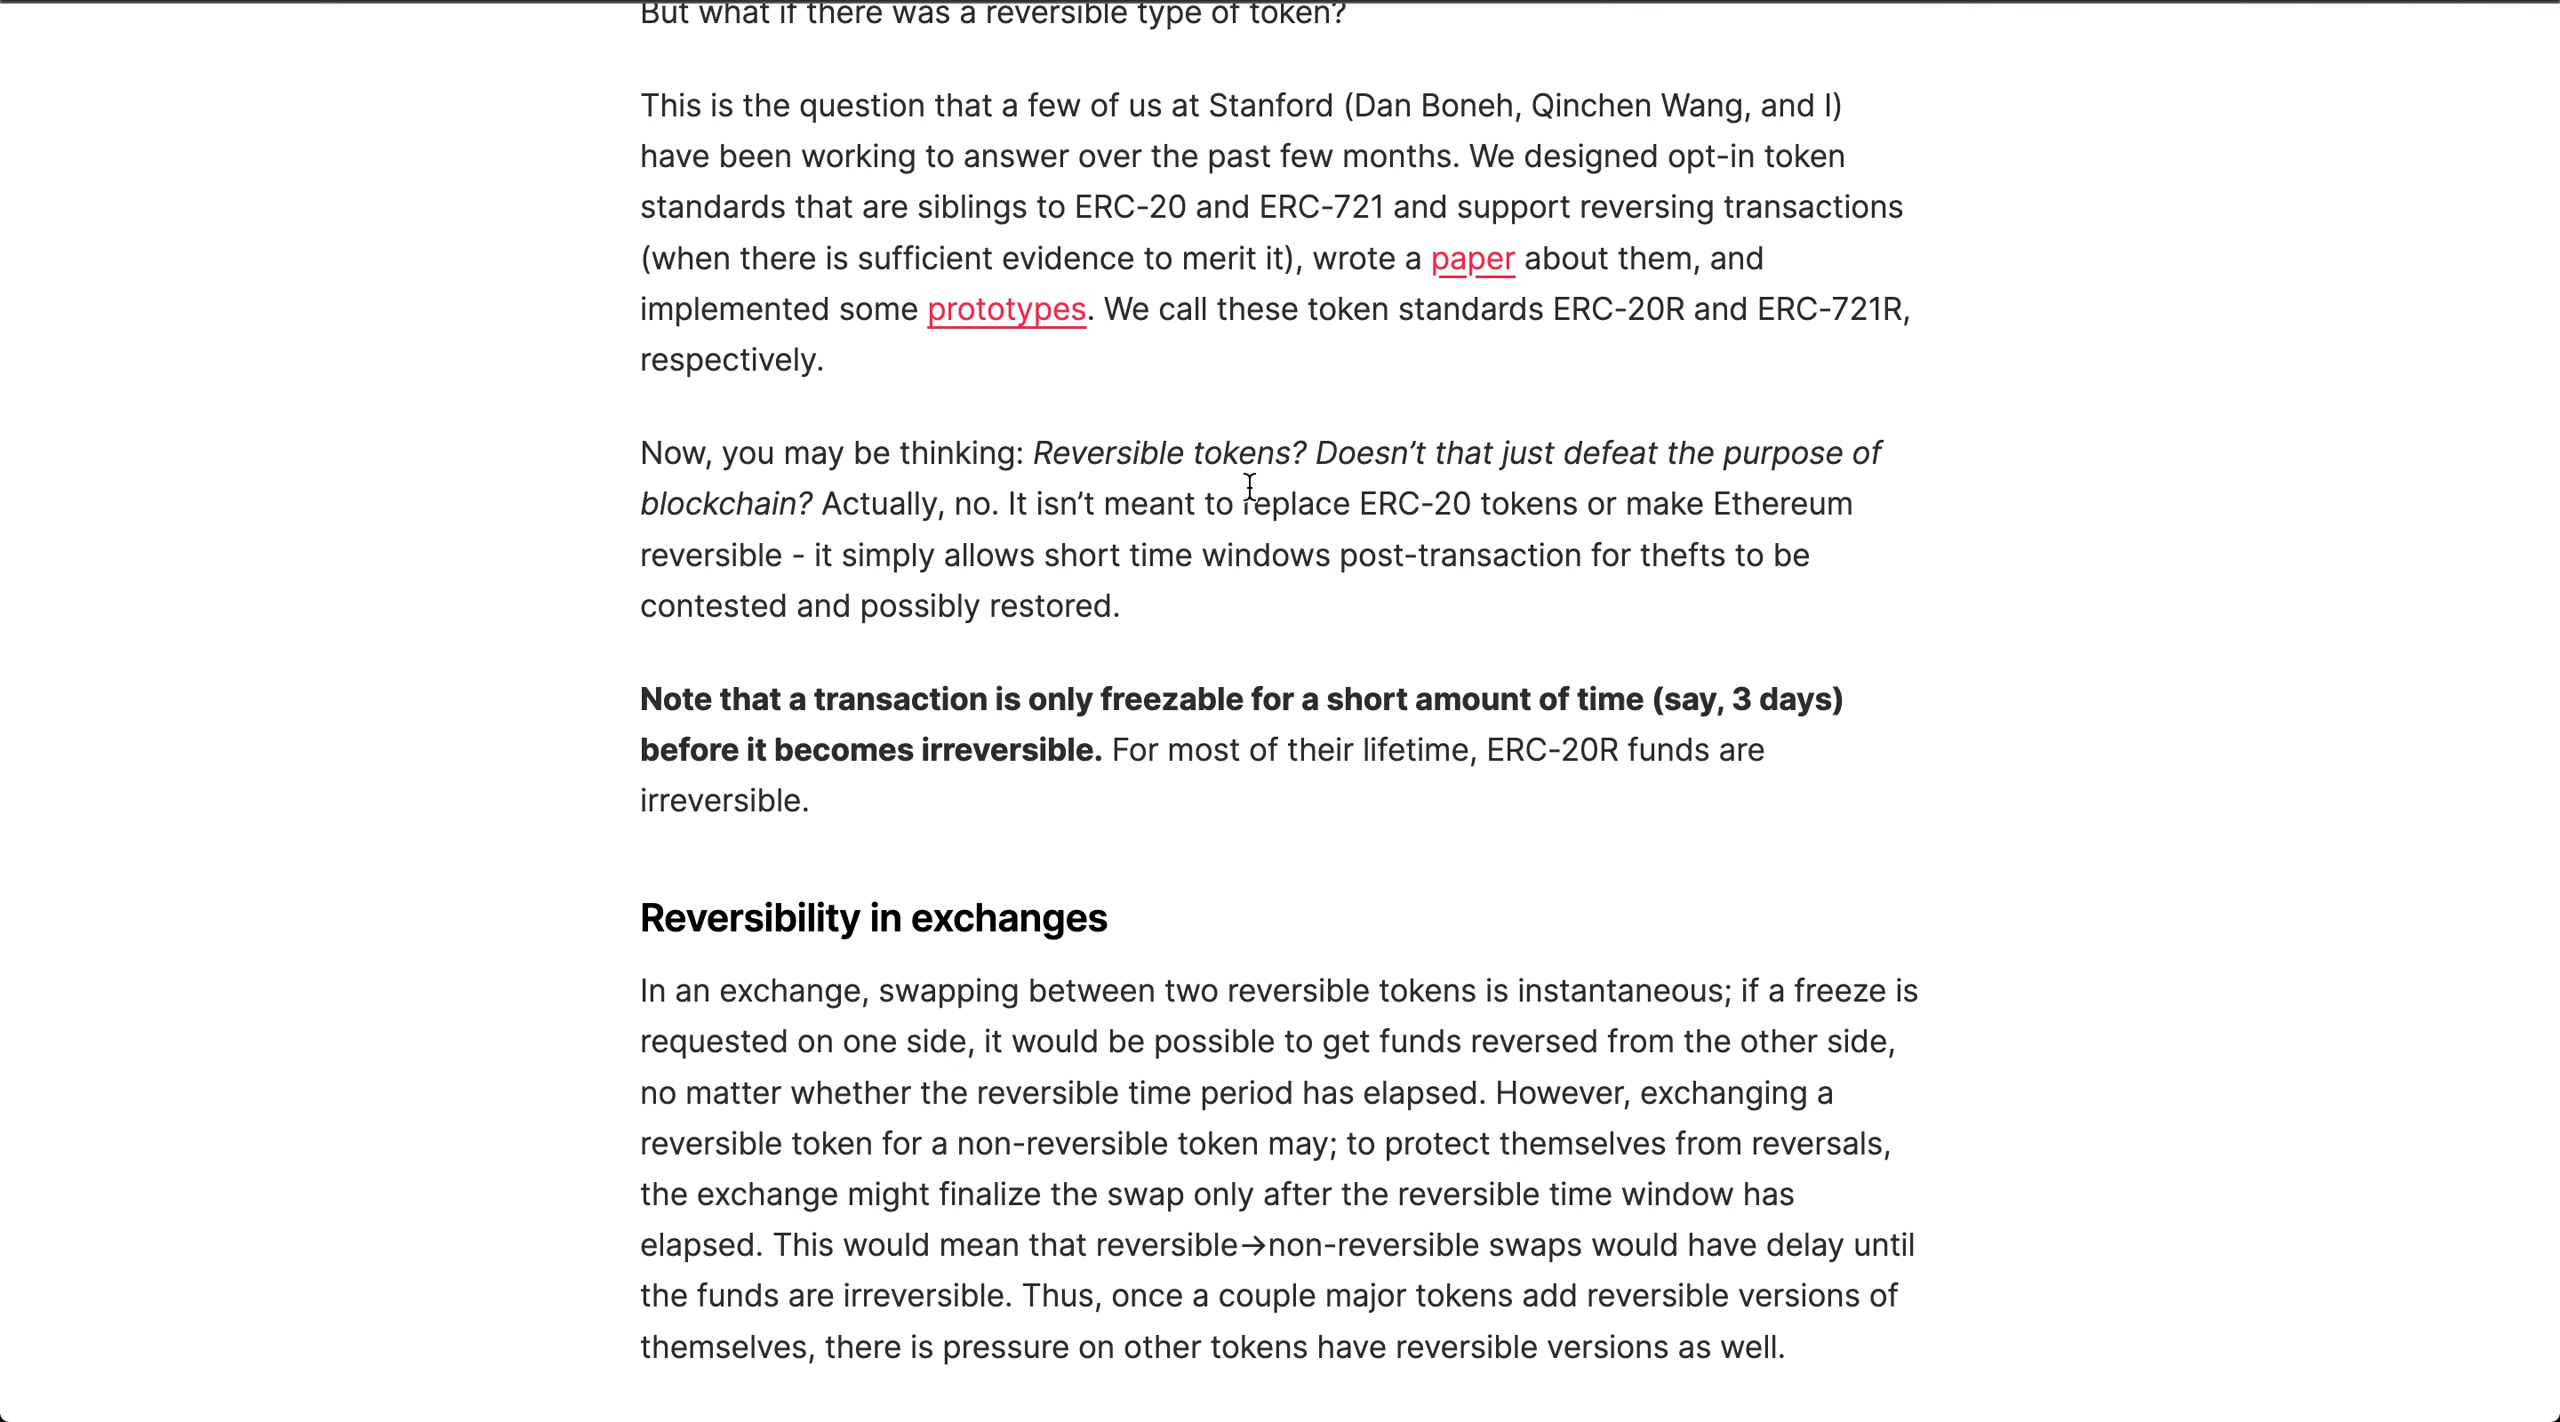 But what if there was a reversible type of token?
This is the question that a few of us at Stanford (Dan Boneh, Qinchen Wang, and I)
have been working to answer over the past few months. We designed opt-in token
standards that are siblings to ERC-20 and ERC-721 and support reversing transactions
(when there is sufficient evidence to merit it), wrote a paper about them, and
implemented some prototypes. We call these token standards ERC-20R and ERC-721R,
respectively.
Now, you may be thinking: Reversible tokens? Doesn’t that just defeat the purpose of
blockchain? Actually, no. It isn’t meant to replace ERC-20 tokens or make Ethereum
reversible - it simply allows short time windows post-transaction for thefts to be
contested and possibly restored.
Note that a transaction is only freezable for a short amount of time (say, 3 days)
before it becomes irreversible. For most of their lifetime, ERC-20R funds are
irreversible.
Reversibility in exchanges
In an exchange, swapping between two reversible tokens is instantaneous; if a freeze is
requested on one side, it would be possible to get funds reversed from the other side,
no matter whether the reversible time period has elapsed. However, exchanging a
reversible token for a non-reversible token may; to protect themselves from reversals,
the exchange might finalize the swap only after the reversible time window has
elapsed. This would mean that reversible→non-reversible swaps would have delay until
the funds are irreversible. Thus, once a couple major tokens add reversible versions of
themselves, there is pressure on other tokens have reversible versions as well.